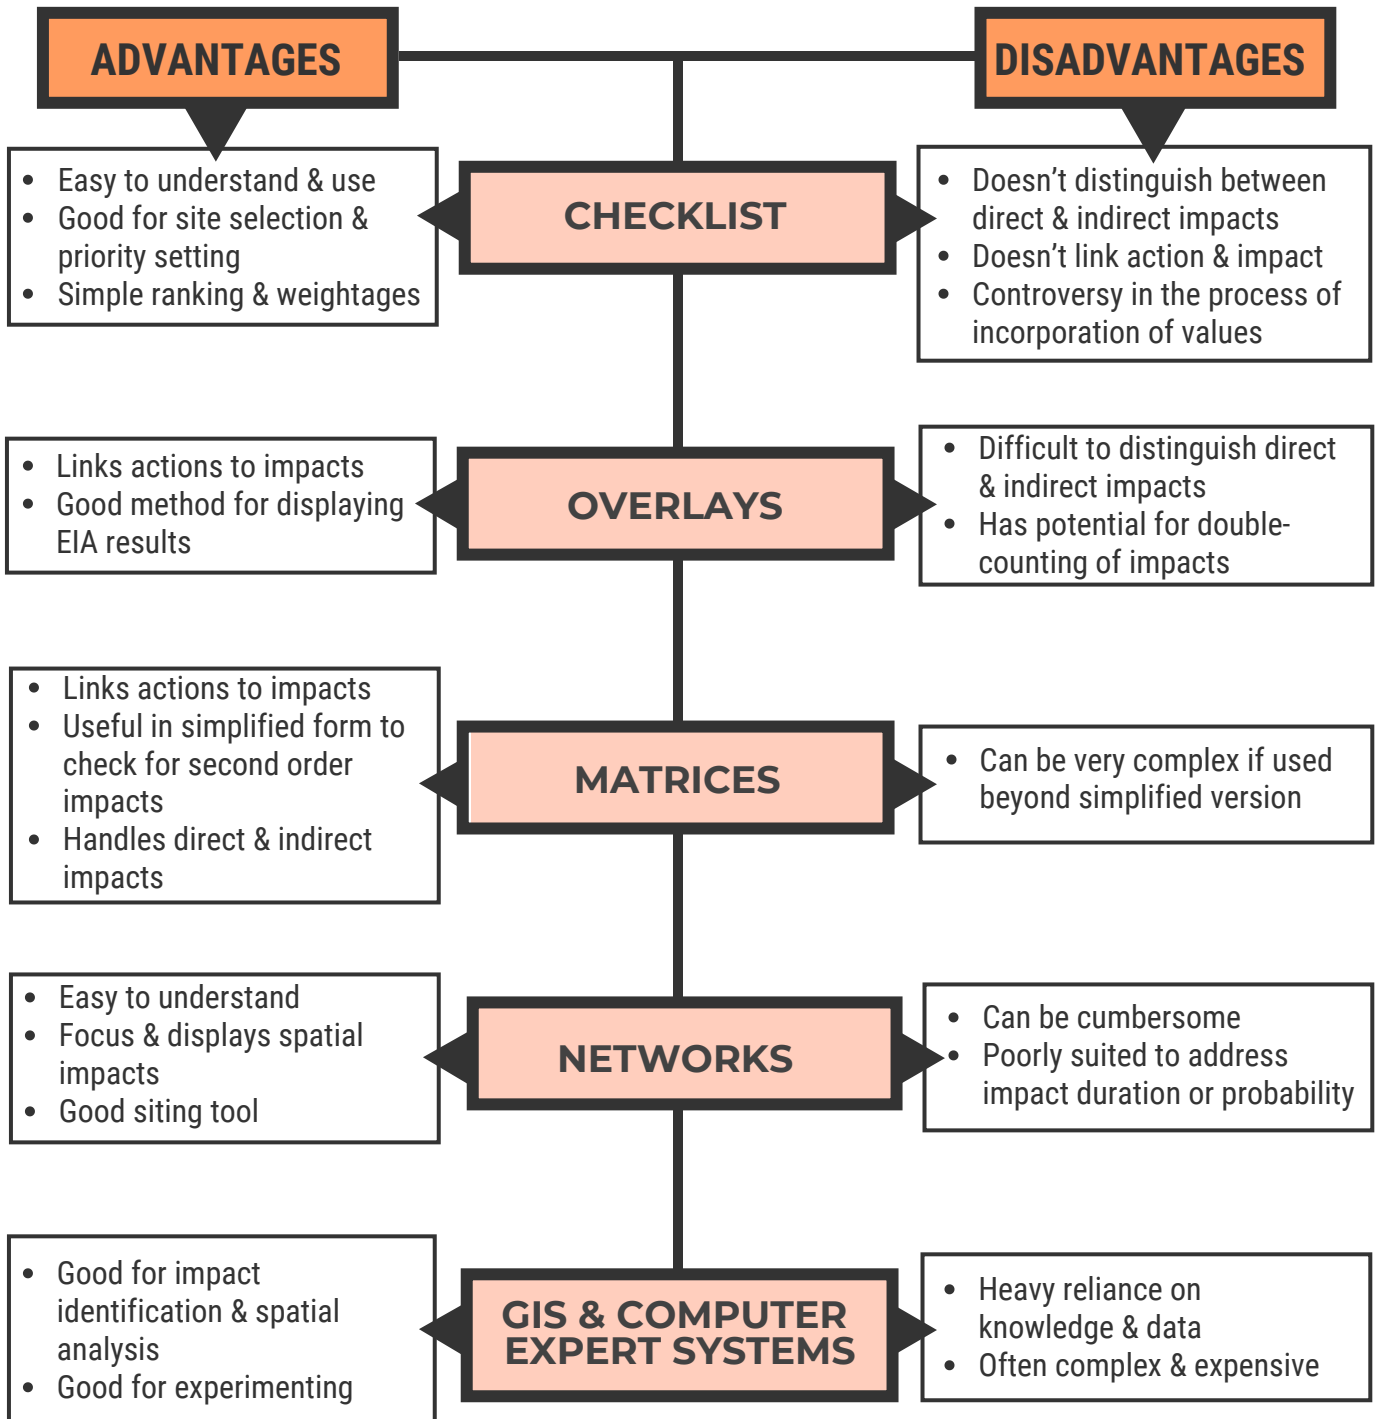 ADVANTAGES
DISADVANTAGES
CHECKLIST
• Easy to understand & use
• Good for site selection &
priority setting
• Simple ranking & weightages
• Doesn’t distinguish between
direct & indirect impacts
• Doesn’t link action & impact
• Controversy in the process of
incorporation of values
OVERLAYS
• Links actions to impacts
• Good method for displaying
EIA results
• Difficult to distinguish direct
& indirect impacts
• Has potential for double-
counting of impacts
MATRICES
• Links actions to impacts
• Useful in simplified form to
check for second order
impacts
• Handles direct & indirect
impacts
• Can be very complex if used
beyond simplified version
NETWORKS
• Easy to understand
• Focus & displays spatial
impacts
• Good siting tool
• Can be cumbersome
• Poorly suited to address
impact duration or probability
GIS & COMPUTER
EXPERT SYSTEMS
• Good for impact
identification & spatial
analysis
• Good for experimenting
• Heavy reliance on
knowledge & data
• Often complex & expensive